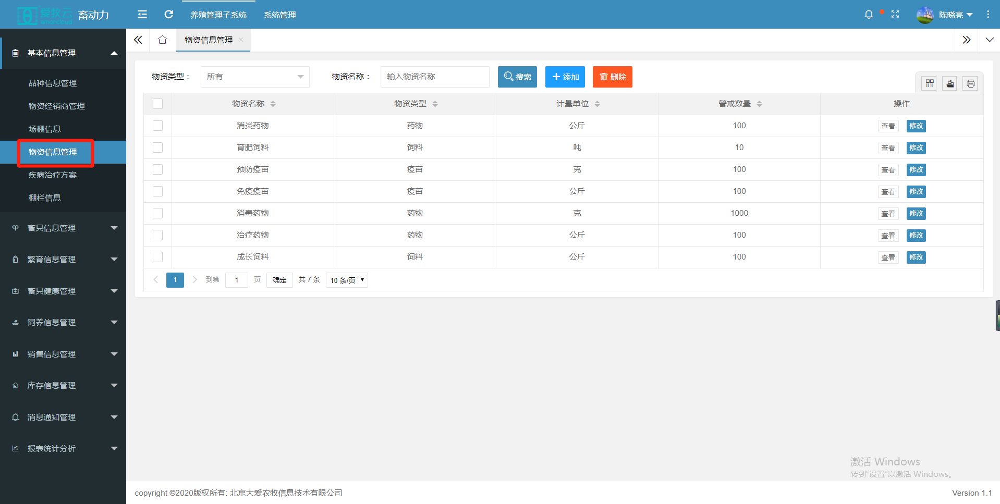 爱牧云 畜动力
amorcloud
养殖管理子系统 系统管理
陈晓亮
基本信息管理
品种信息管理
物资经销商管理
场棚信息
物资信息管理
疾病治疗方案
棚栏信息
畜只信息管理
繁育信息管理
畜只健康管理
饲养信息管理
销售信息管理
库存信息管理
消息通知管理
报表统计分析
物资信息管理
物资类型： 所有 物资名称： 输入物资名称 搜索 添加 删除
物资名称 物资类型 计量单位 警戒数量 操作
消炎药物 药物 公斤 100 查看 修改
育肥饲料 饲料 吨 10 查看 修改
预防疫苗 疫苗 克 100 查看 修改
免疫疫苗 疫苗 公斤 100 查看 修改
消毒药物 药物 克 1000 查看 修改
治疗药物 药物 公斤 100 查看 修改
成长饲料 饲料 公斤 100 查看 修改
1 到第 1 页 确定 共 7 条 10 条/页
激活 Windows
转到“设置”以激活 Windows。
copyright ©2020版权所有: 北京大爱农牧信息技术有限公司
Version 1.1